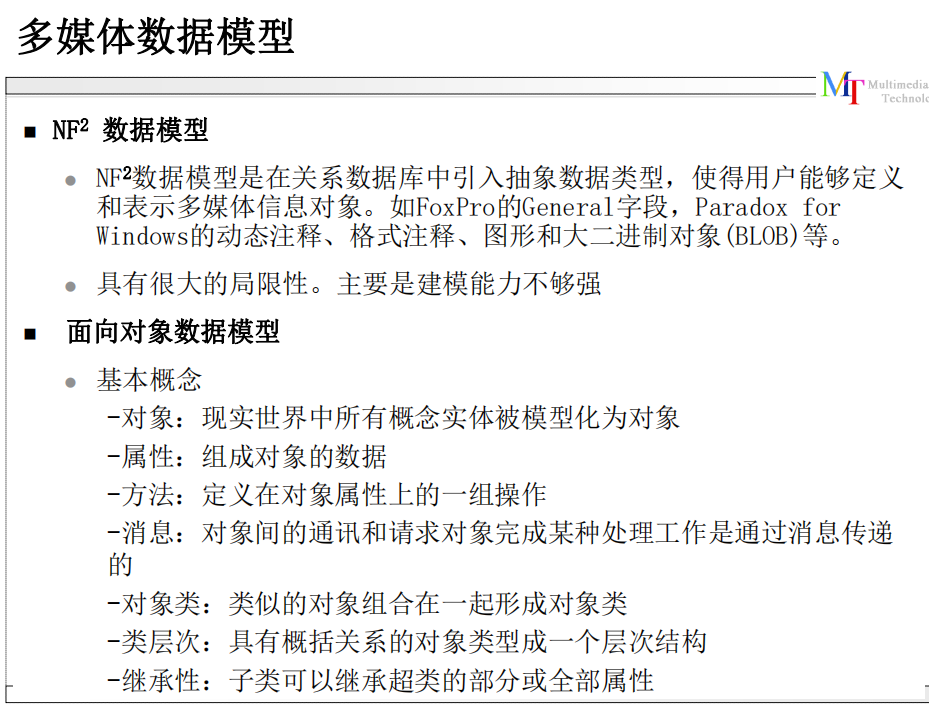 多媒体数据模型
MT Multimedia
Technolo
■ NF² 数据模型
● NF²数据模型是在关系数据库中引入抽象数据类型，使得用户能够定义
和表示多媒体信息对象。如FoxPro的General字段，Paradox for
Windows的动态注释、格式注释、图形和大二进制对象(BLOB)等。
● 具有很大的局限性。主要是建模能力不够强
■ 面向对象数据模型
● 基本概念
-对象：现实世界中所有概念实体被模型化为对象
-属性：组成对象的数据
-方法：定义在对象属性上的一组操作
-消息：对象间的通讯和请求对象完成某种处理工作是通过消息传递
的
-对象类：类似的对象组合在一起形成对象类
-类层次：具有概括关系的对象类型成一个层次结构
-继承性：子类可以继承超类的部分或全部属性